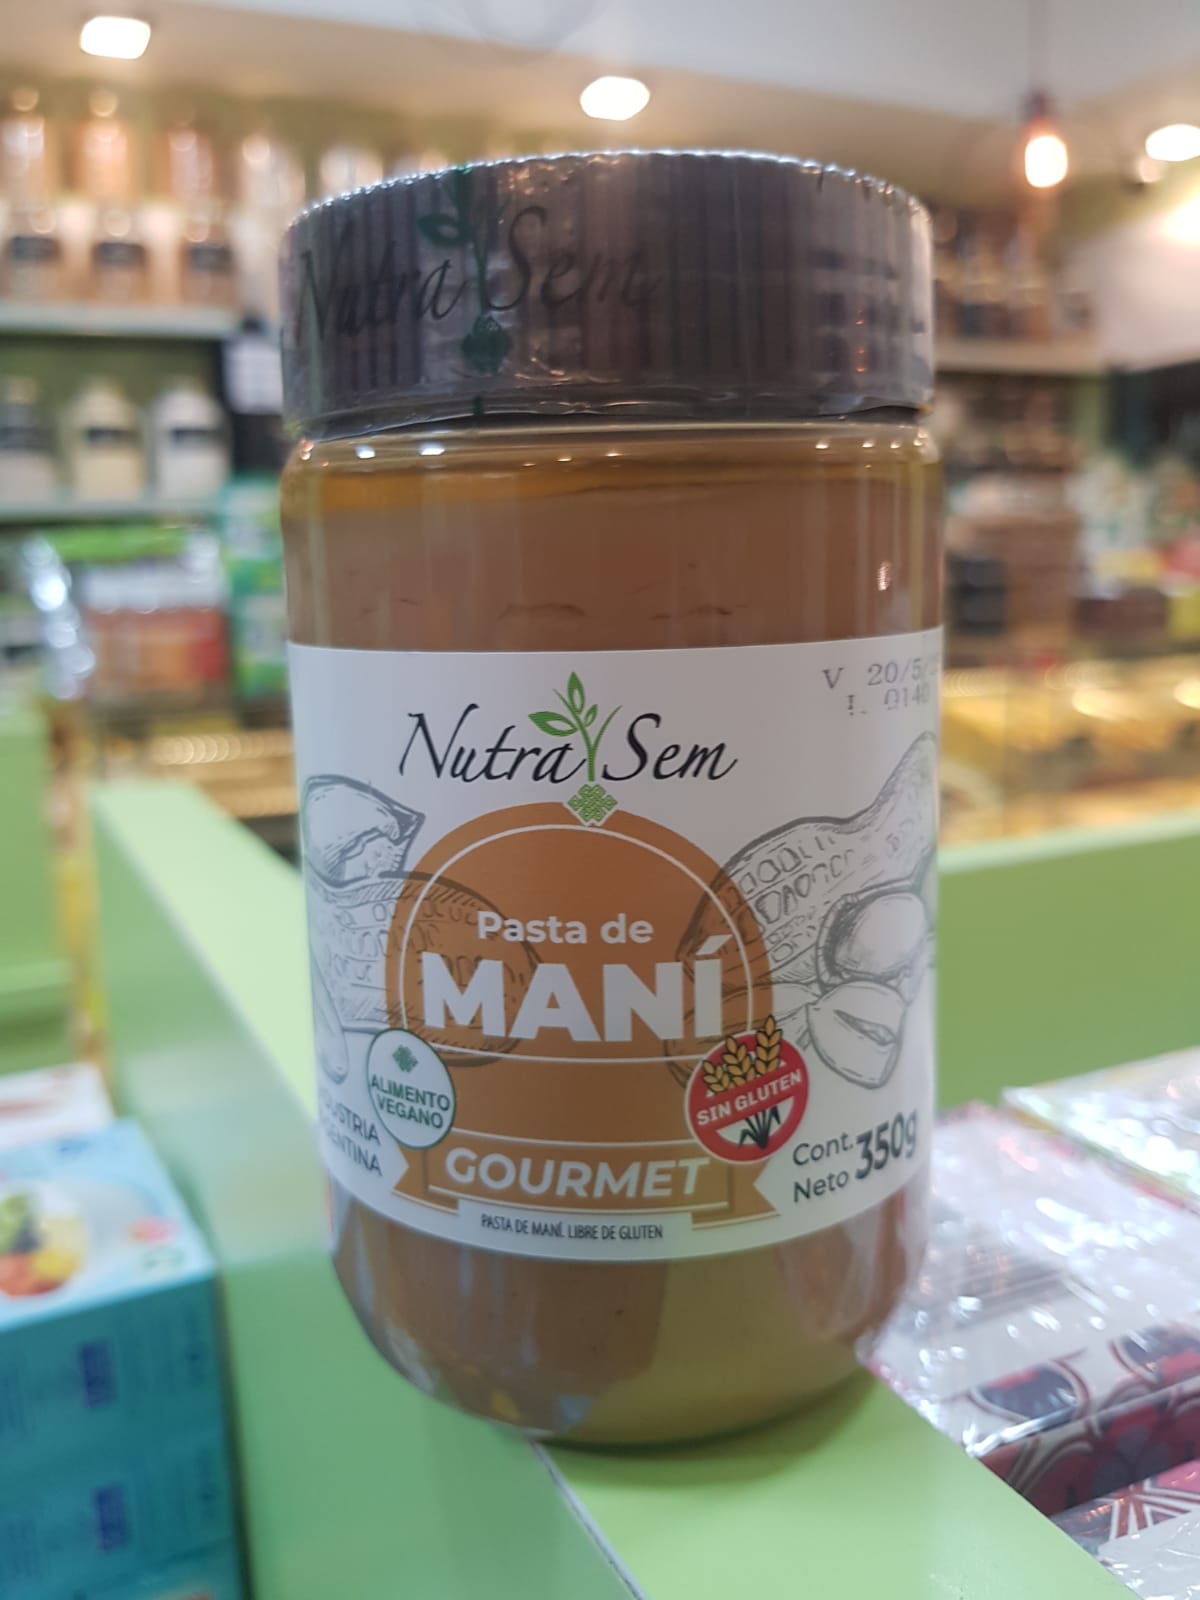 Nutra Sem
V 20/5/
L 0140
Nutra Sem
Pasta de
MANÍ
ALIMENTO
VEGANO
SIN GLUTEN
GOURMET
Cont.
Neto 350g
PASTA DE MANÍ LIBRE DE GLUTEN